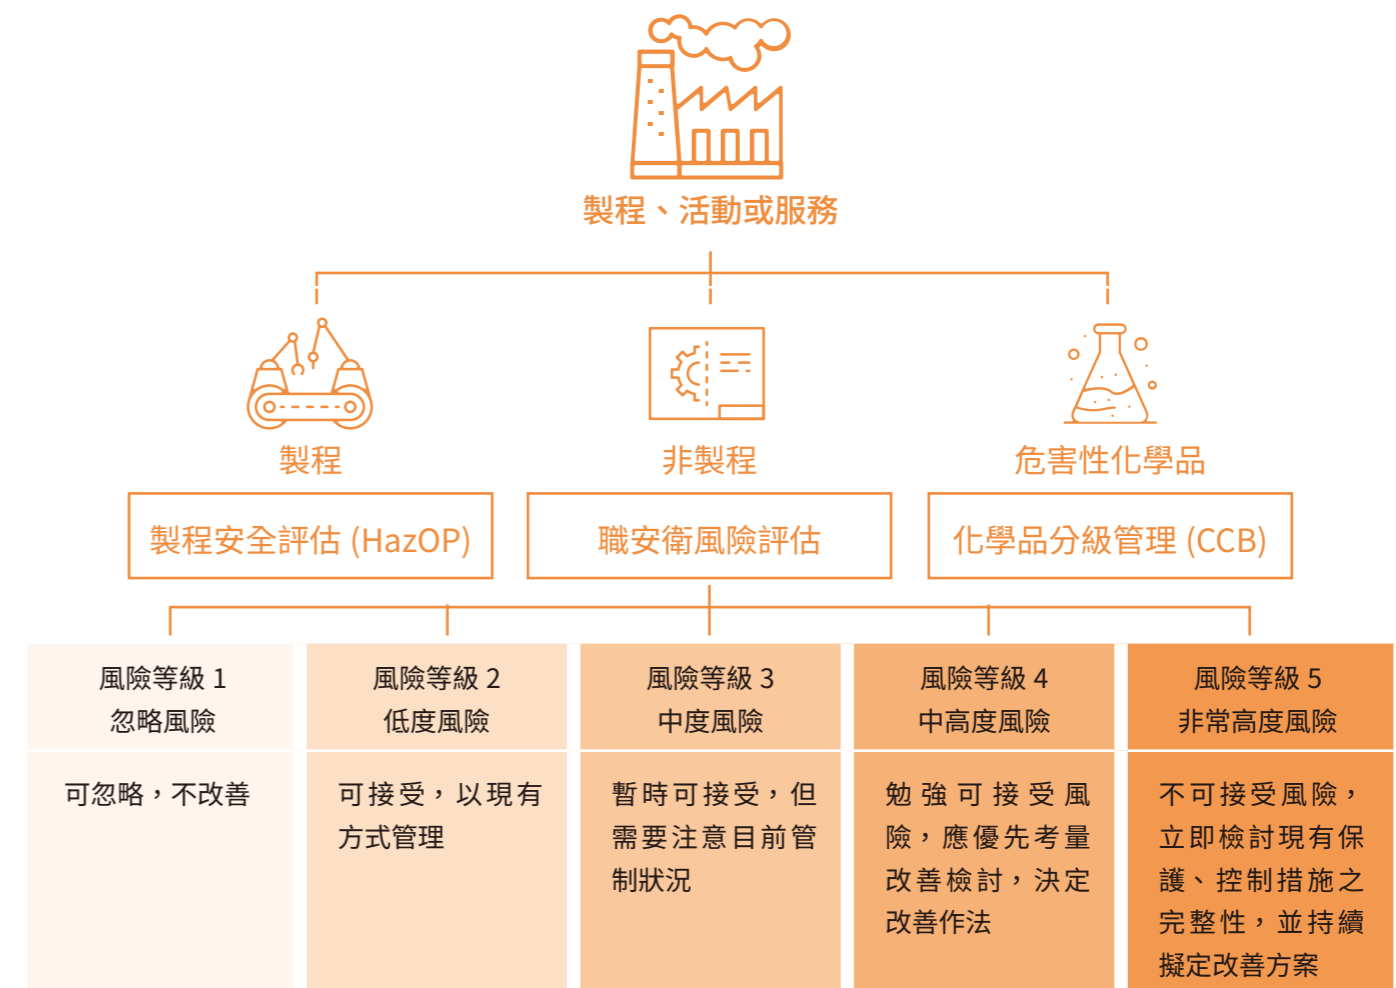 製程、活動或服務
製程
非製程
危害性化學品
製程安全評估 (HazOP)
職安衛風險評估
化學品分級管理 (CCB)
風險等級 1
忽略風險
風險等級 2
低度風險
風險等級 3
中度風險
風險等級 4
中高度風險
風險等級 5
非常高度風險
可忽略，不改善
可接受，以現有
方式管理
暫時可接受，但
需要注意目前管
制狀況
勉強可接受風
險，應優先考量
改善檢討，決定
改善作法
不可接受風險，
立即檢討現有保
護、控制措施之
完整性，並持續
擬定改善方案